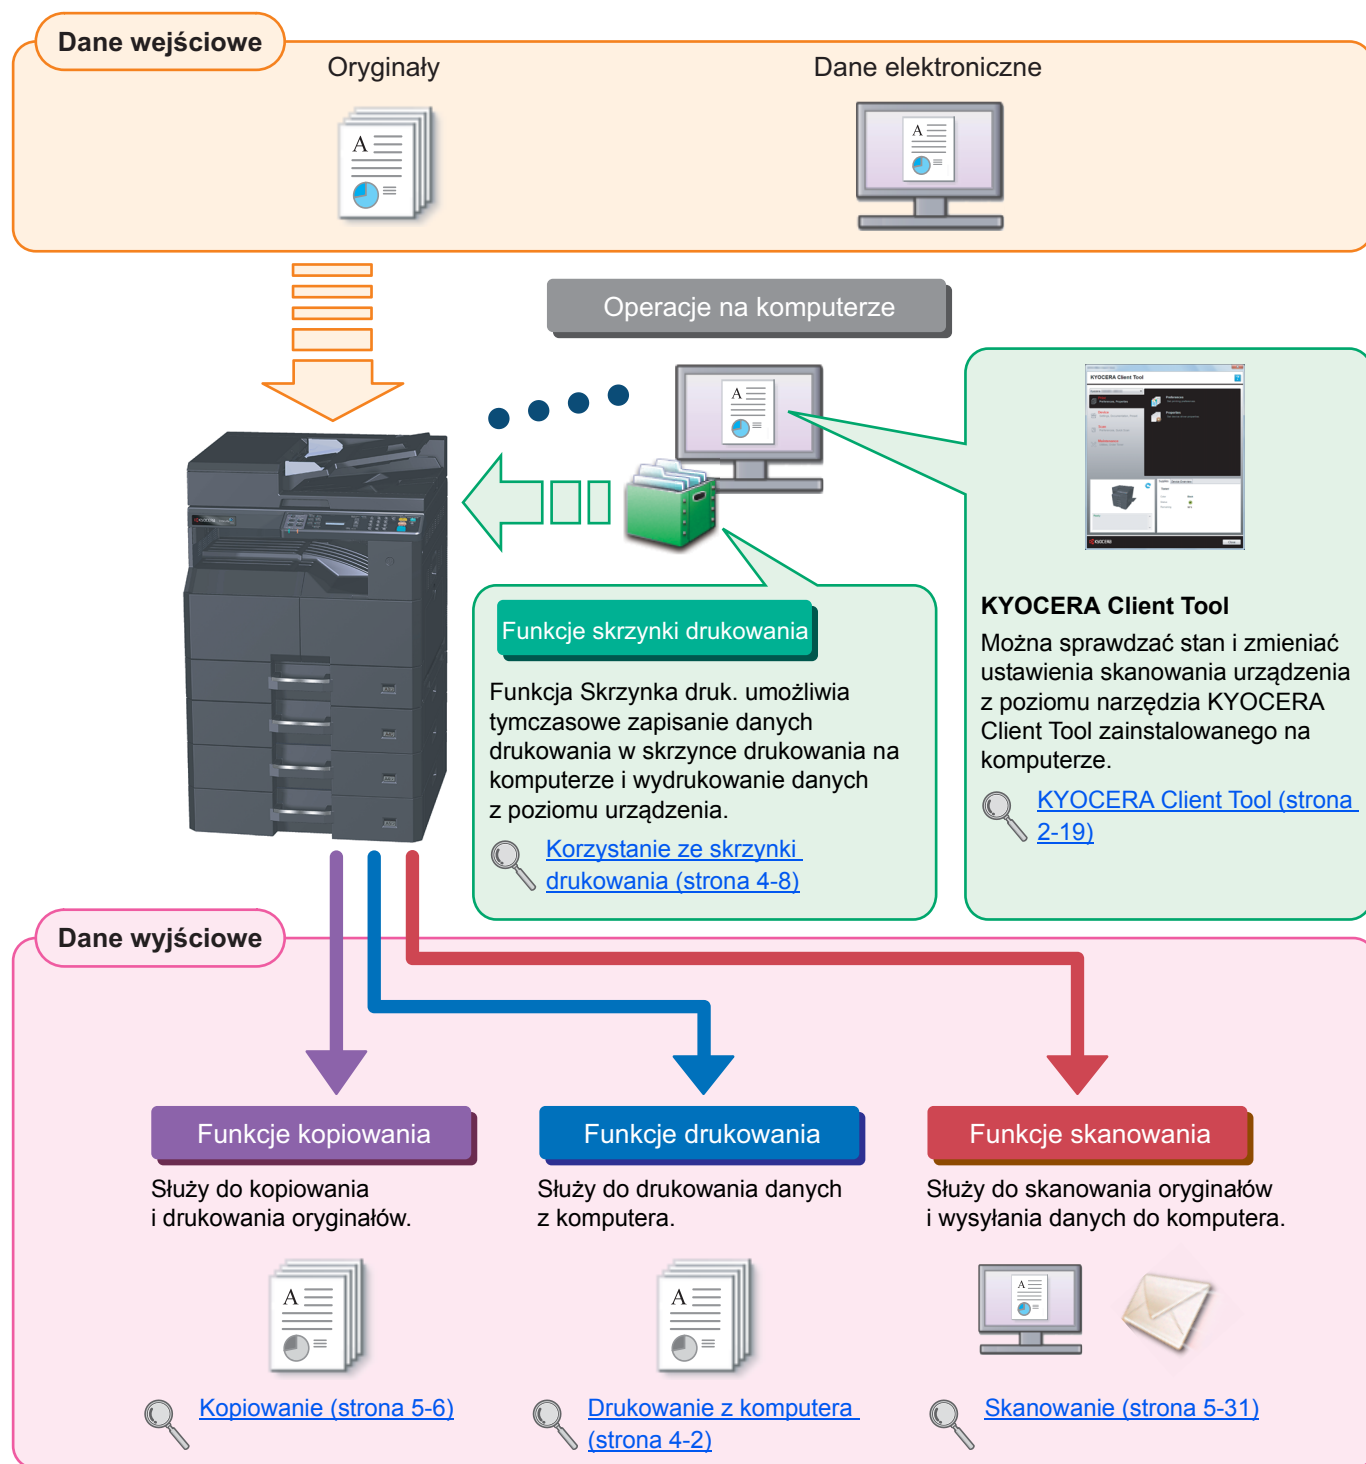 Dane wejściowe
Oryginały
Dane elektroniczne
Operacje na komputerze
KYOCERA Client Tool
KYOCERA
Funkcje skrzynki drukowania
Funkcja Skrzynka druk. umożliwia
tymczasowe zapisanie danych
drukowania w skrzynce drukowania na
komputerze i wydrukowanie danych
z poziomu urządzenia.
Korzystanie ze skrzynki
drukowania (strona 4-8)
KYOCERA Client Tool
Można sprawdzać stan i zmieniać
ustawienia skanowania urządzenia
z poziomu narzędzia KYOCERA
Client Tool zainstalowanego na
komputerze.
KYOCERA Client Tool (strona
2-19)
Dane wyjściowe
Funkcje kopiowania
Służy do kopiowania
i drukowania oryginałów.
Kopiowanie (strona 5-6)
Funkcje drukowania
Służy do drukowania danych
z komputera.
Drukowanie z komputera
(strona 4-2)
Funkcje skanowania
Służy do skanowania oryginałów
i wysyłania danych do komputera.
Skanowanie (strona 5-31)